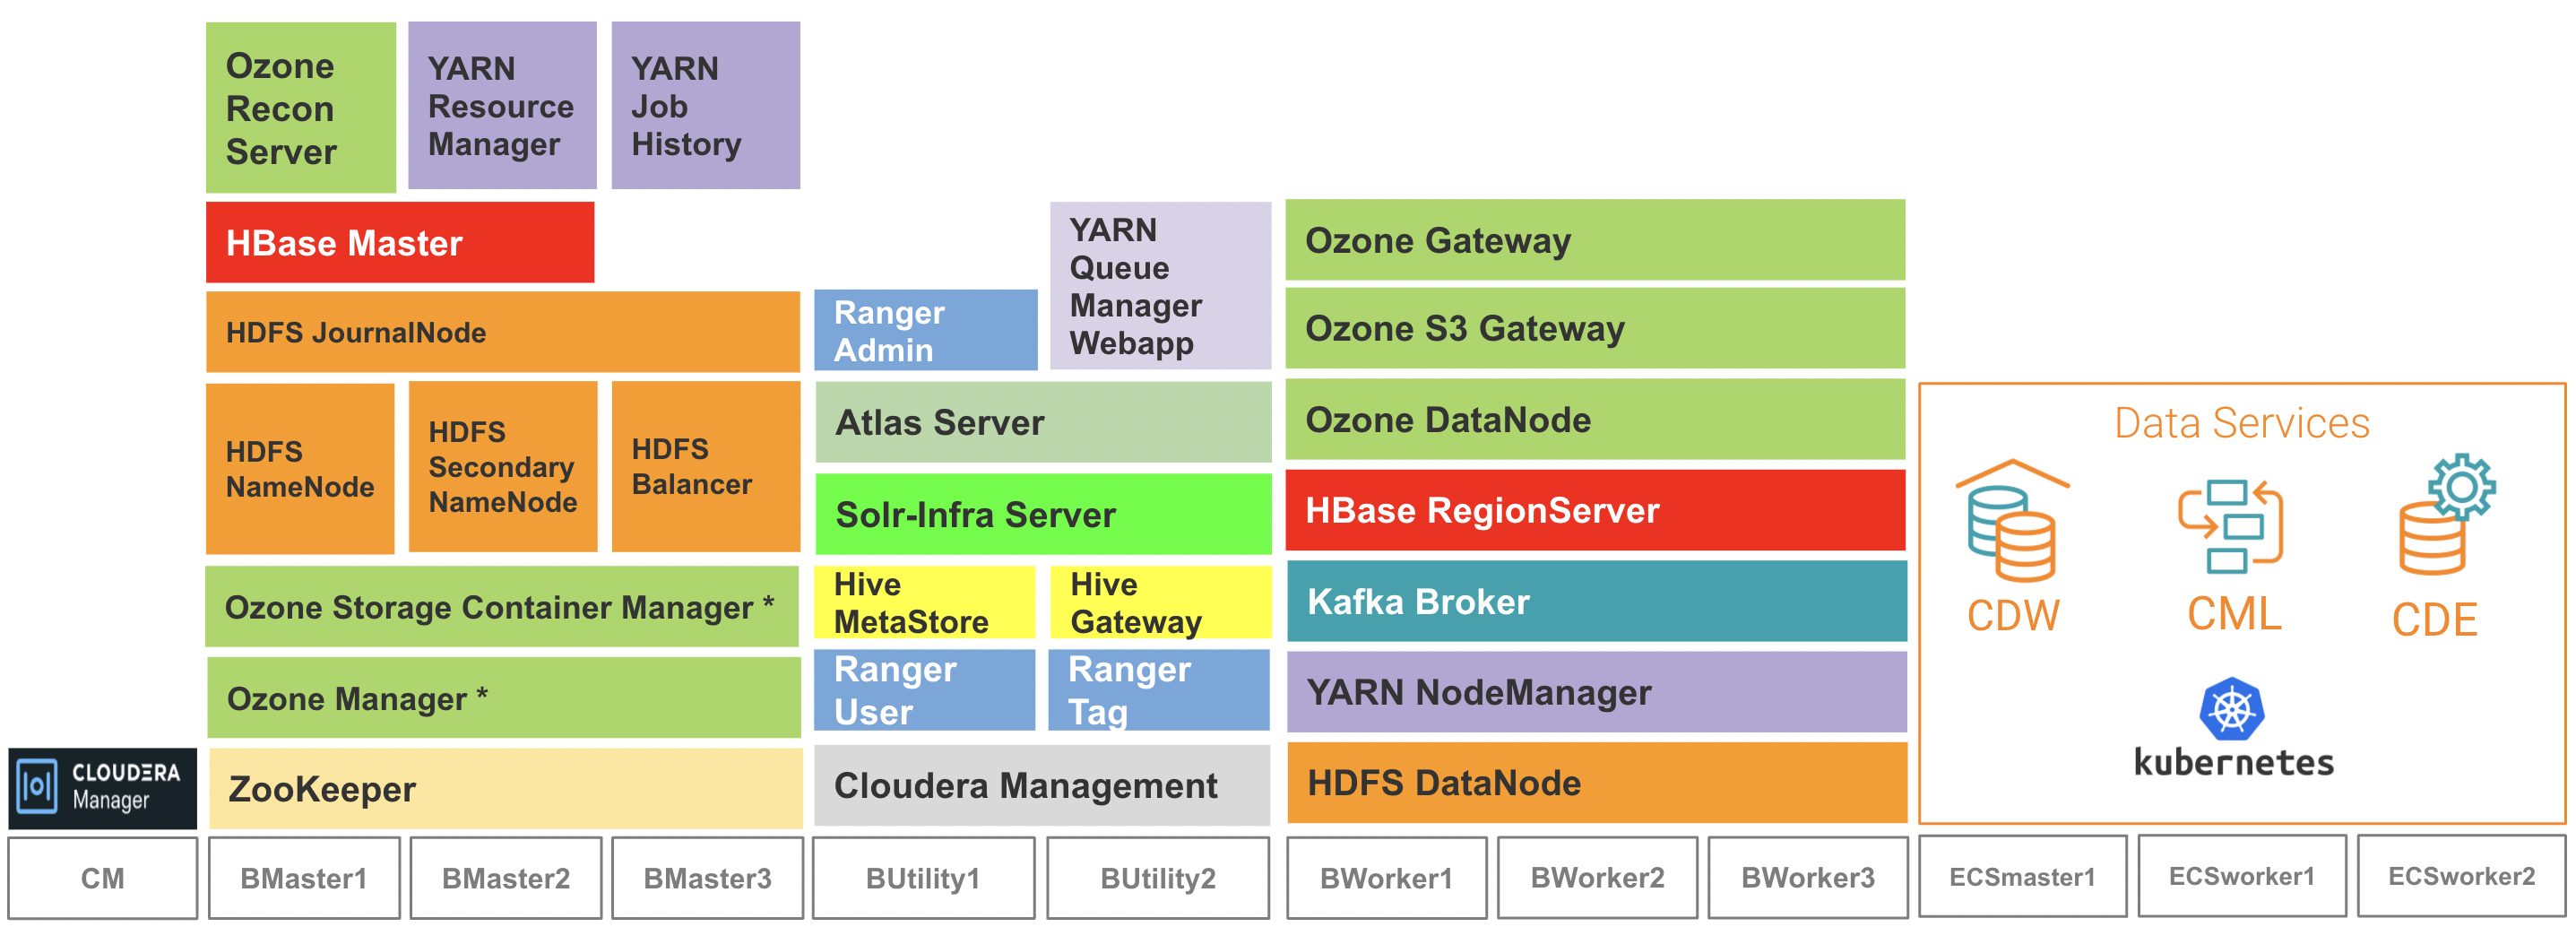 Ozone
Recon
Server
YARN
Resource
Manager
YARN
Job
History
HBase Master
YARN
Queue
Manager
Webapp
Ozone Gateway
HDFS JournalNode
Ranger
Admin
Ozone S3 Gateway
HDFS
NameNode
HDFS
Secondary
NameNode
HDFS
Balancer
Atlas Server
Ozone DataNode
Data Services
Solr-Infra Server
HBase RegionServer
Ozone Storage Container Manager *
Hive
MetaStore
Hive
Gateway
Kafka Broker
CDW
CML
CDE
Ozone Manager *
Ranger
User
Ranger
Tag
YARN NodeManager
kubernetes
CLOUDERA
Manager
ZooKeeper
Cloudera Management
HDFS DataNode
CM
BMaster1
BMaster2
BMaster3
BUtility1
BUtility2
BWorker1
BWorker2
BWorker3
ECSmaster1
ECSworker1
ECSworker2